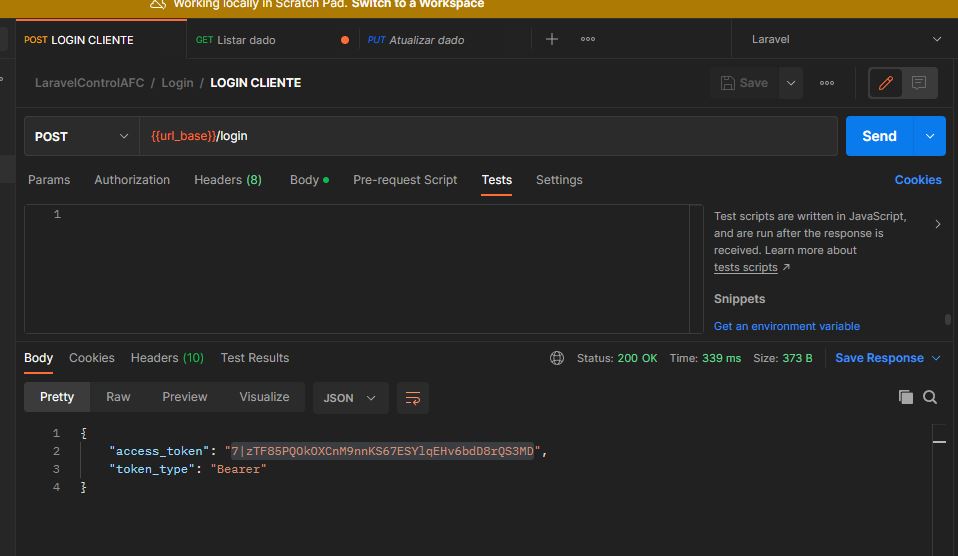 Working locally in Scratch Pad. Switch to a Workspace
POST LOGIN CLIENTE
GET Listar dado
PUT Atualizar dado
Laravel
LaravelControlAFC / Login / LOGIN CLIENTE
Save
POST
{{url_base}}/login
Send
Params Authorization Headers (8) Body Pre-request Script Tests Settings Cookies
1
Test scripts are written in JavaScript,
and are run after the response is
received. Learn more about
tests scripts ↗
Snippets
Get an environment variable
Body Cookies Headers (10) Test Results
Status: 200 OK Time: 339 ms Size: 373 B Save Response
Pretty Raw Preview Visualize JSON
1 {
2 "access_token": "7|zTF85PQOkOXCnM9nnKS67ESYlqEHv6bdD8rQS3MD",
3 "token_type": "Bearer"
4 }